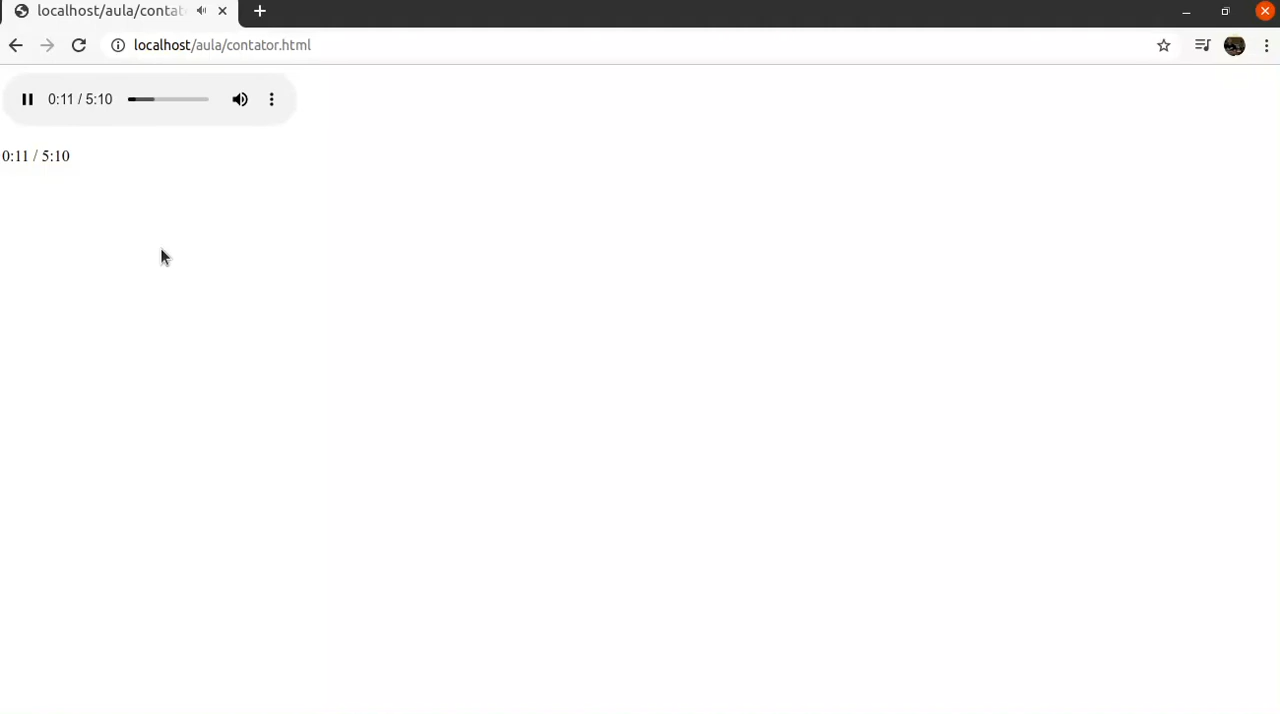 localhost/aula/contat
localhost/aula/contator.html
0:11 / 5:10
0:11 / 5:10